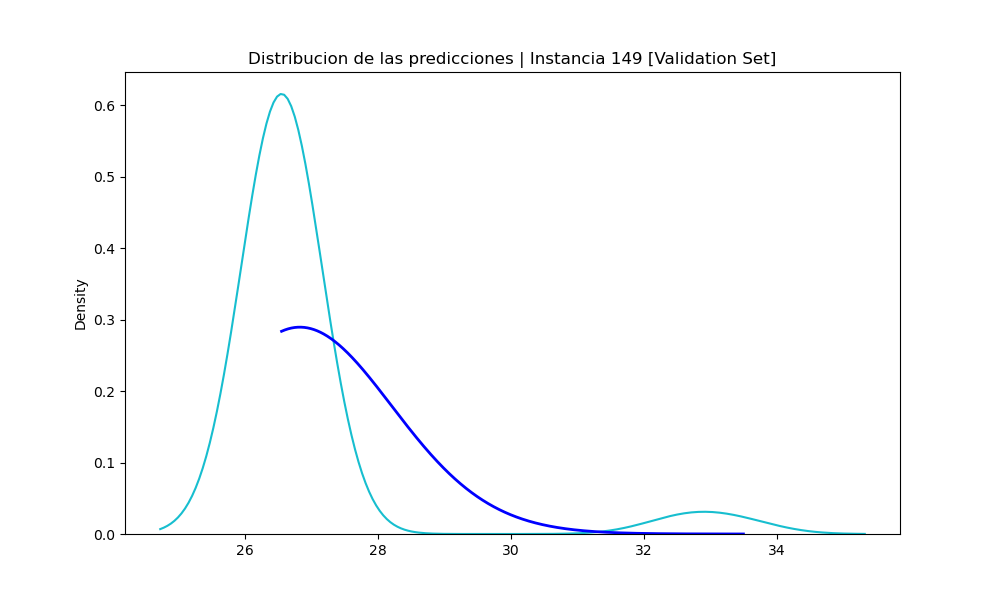 Distribucion de las predicciones | Instancia 149 [Validation Set]
Density
0.6
0.5
0.4
0.3
0.2
0.1
0.0
26 28 30 32 34